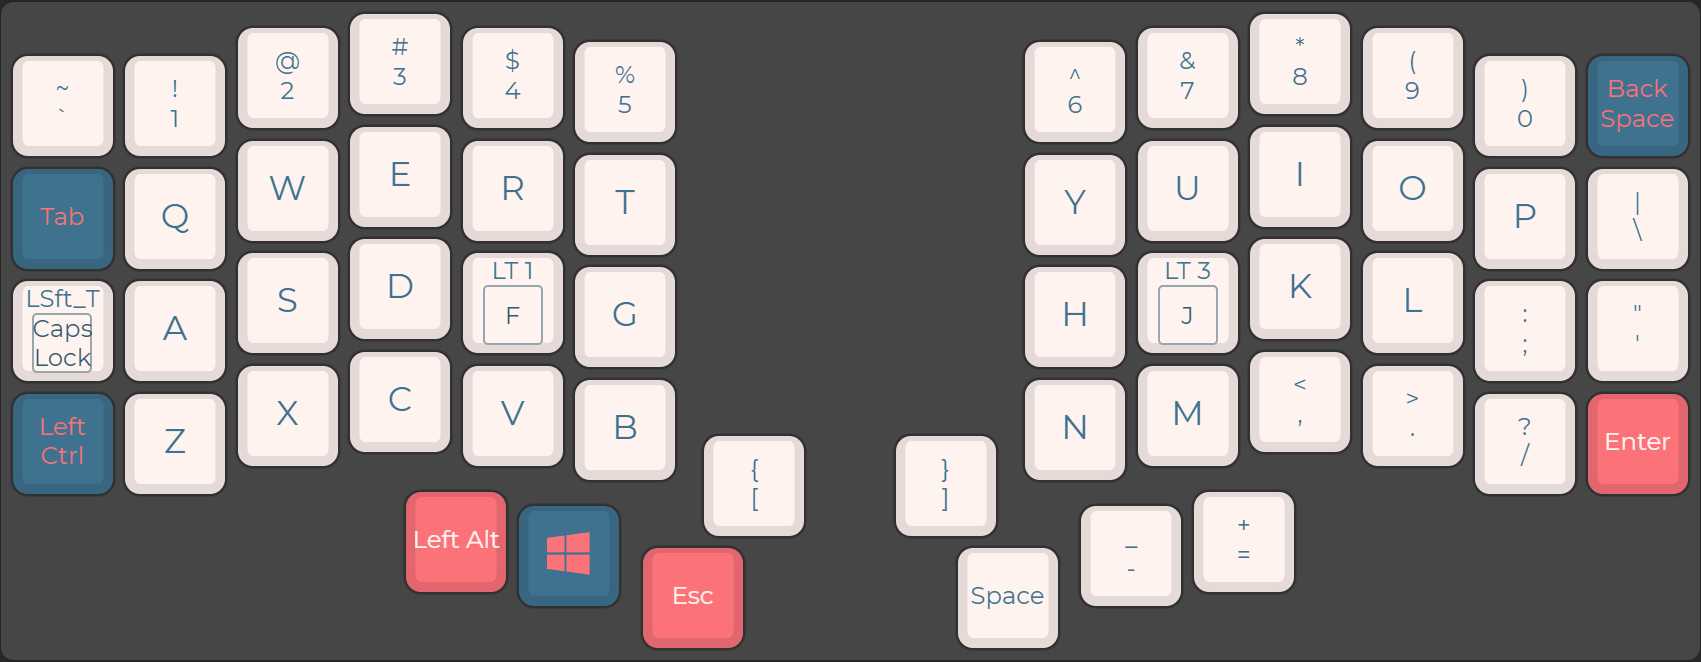 ~ ! @ # $ % ^ & * ( ) Back
` 1 2 3 4 5 6 7 8 9 0 Space
Tab Q W E R T Y U I O P |
\
LSft_T A S D LT 1 G H LT 3 K L : "
Caps F J ; '
Lock
Left Z X C V B N M < > ? Enter
Ctrl , . /
{ }
[ ]
Left Alt Esc Space _ +
- =